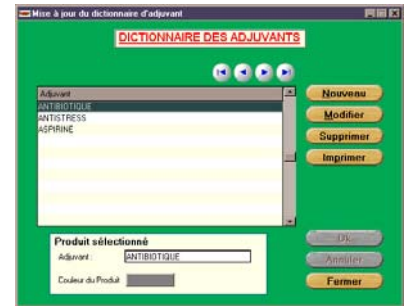 Mise à jour du dictionnaire d'adjuvant
DICTIONNAIRE DES ADJUVANTS
Adjuvant
ANTIBIOTIQUE
ANTISTRESS
ASPIRINE
Nouveau
Modifier
Supprimer
Imprimer
Produit sélectionné
Adjuvant :
ANTIBIOTIQUE
Couleur du Produit
Ok
Annuler
Fermer